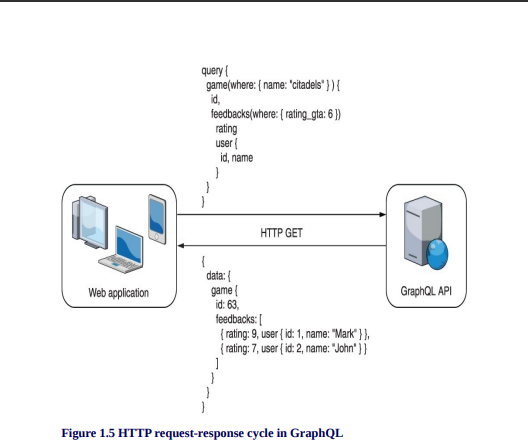 query {
game(where: { name: "citadels" } ) {
id,
feedbacks(where: { rating_gta: 6 })
rating
user {
id, name
}
}
}
HTTP GET
Web application
GraphQL API
{
data: {
game {
id: 63,
feedbacks: [
{ rating: 9, user { id: 1, name: "Mark" } },
{ rating: 7, user { id: 2, name: "John" } }
]
}
}
}
Figure 1.5 HTTP request-response cycle in GraphQL